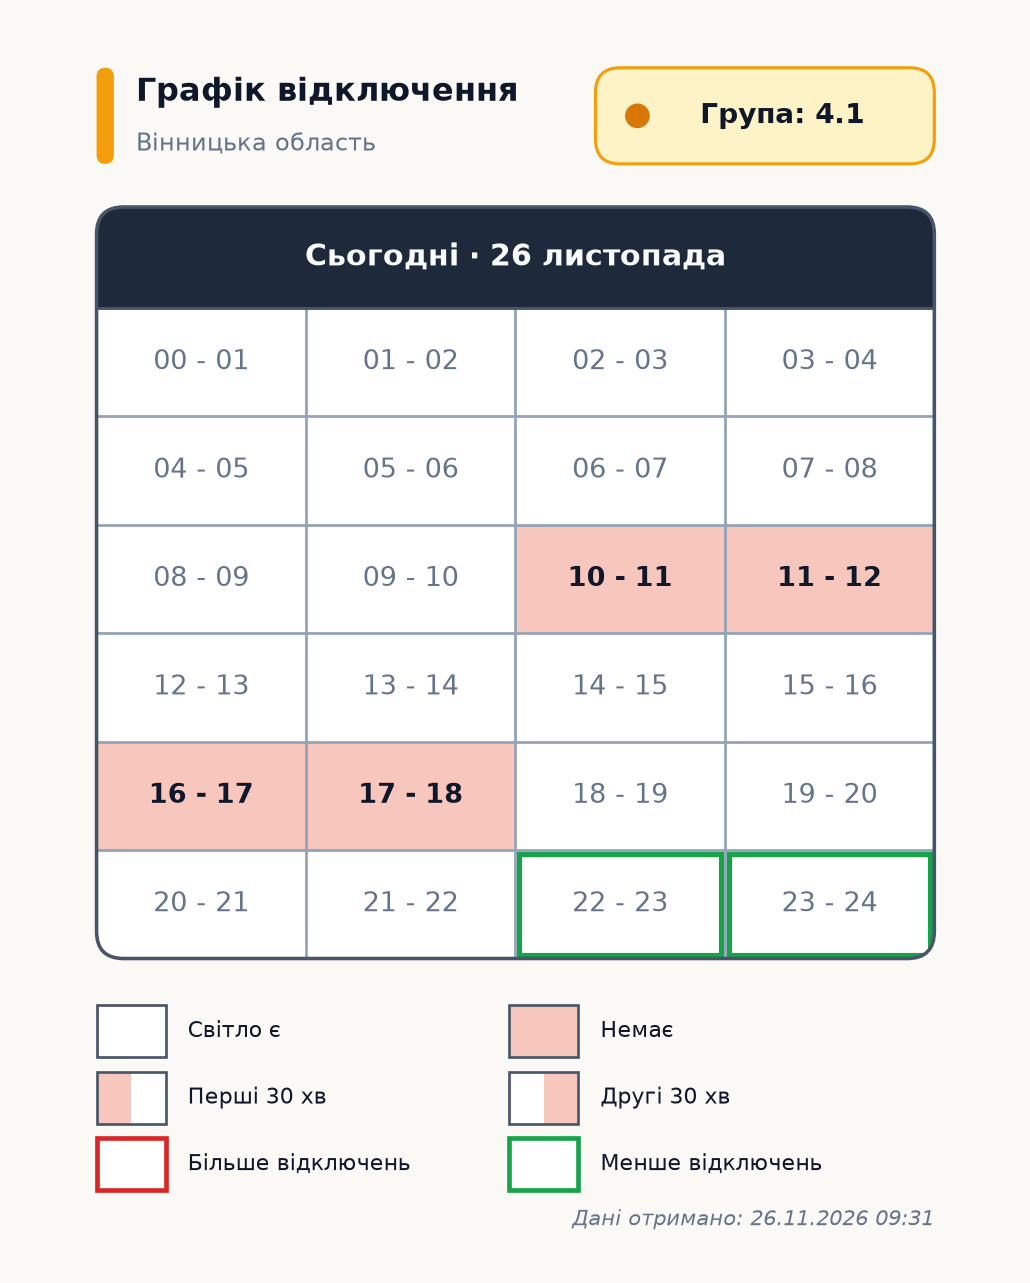 Графік відключення
Вінницька область
Група: 4.1
Сьогодні · 26 листопада
00 - 01 01 - 02 02 - 03 03 - 04
04 - 05 05 - 06 06 - 07 07 - 08
08 - 09 09 - 10 10 - 11 11 - 12
12 - 13 13 - 14 14 - 15 15 - 16
16 - 17 17 - 18 18 - 19 19 - 20
20 - 21 21 - 22 22 - 23 23 - 24
Світло є Немає
Перші 30 хв Другі 30 хв
Більше відключень Менше відключень
Дані отримано: 26.11.2026 09:31